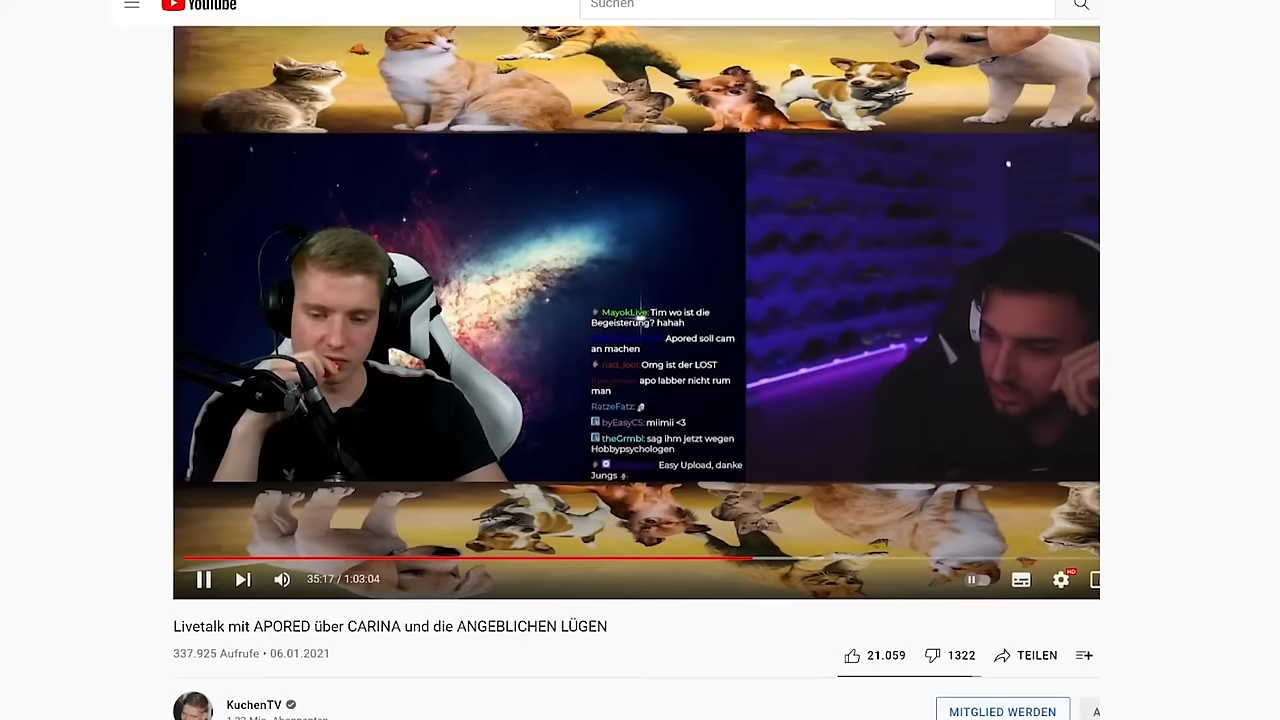 YouTube
Suchen
MayokLive: Tim wo ist die
Begeisterung? hahah
Apored soll cam
an machen
riad_loot: Omg ist der LOST
apo labber nicht rum
man
RatzeFatz:
byEasyCS: miimii <3
theGrmbl: sag ihm jetzt wegen
Hobbypsychologen
Easy Upload, danke
Jungs
35:17 / 1:03:04
HD
Livetalk mit APORED über CARINA und die ANGEBLICHEN LÜGEN
337.925 Aufrufe • 06.01.2021
21.059
1322
TEILEN
KuchenTV
MITGLIED WERDEN
A